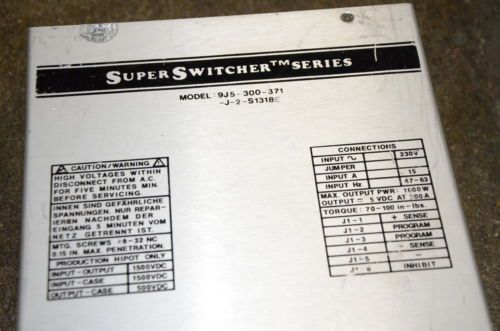 SUPERSWITCHER™ SERIES
MODEL: 9J5-300-371
-J-2-S1318E
CAUTION/WARNING
HIGH VOLTAGES WITHIN
DISCONNECT FROM A.C.
FOR FIVE MINUTES MIN.
BEFORE SERVICING.
INNEN SIND GEFÄHRLICHE
SPANNUNGEN. NUR REPAR-
IEREN NACHDEM DER
EINGANG 5 MINUTEN VOM
NETZ GETRENNT IST.
MTG. SCREWS #8-32 NC
0.15 IN. MAX. PENETRATION.
PRODUCTION HIPOT ONLY
INPUT-OUTPUT 1500VDC
INPUT-CASE 1500VDC
OUTPUT-CASE 500VDC
CONNECTIONS
INPUT ~ 230V
JUMPER
INPUT A 15
INPUT Hz 47-63
MAX. OUTPUT PWR: 1500W
OUTPUT = 5 VDC AT 300A
TORQUE: 70-100 in-lbs.
J1-1 + SENSE
J1-2 PROGRAM
J1-3 PROGRAM
J1-4 - SENSE
J1-5 -
J1-6 INHIBIT